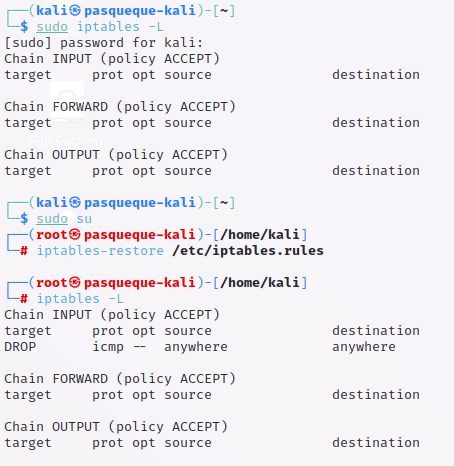 ┌──(kali㉿pasqueque-kali)-[~]
└─$ sudo iptables -L
[sudo] password for kali:
Chain INPUT (policy ACCEPT)
target     prot opt source               destination
Chain FORWARD (policy ACCEPT)
target     prot opt source               destination
File System
Chain OUTPUT (policy ACCEPT)
target     prot opt source               destination
┌──(kali㉿pasqueque-kali)-[~]
└─$ sudo su
┌──(root㉿pasqueque-kali)-[/home/kali]
└─# iptables-restore /etc/iptables.rules
┌──(root㉿pasqueque-kali)-[/home/kali]
└─# iptables -L
Chain INPUT (policy ACCEPT)
target     prot opt source               destination
DROP       icmp --  anywhere             anywhere
Chain FORWARD (policy ACCEPT)
target     prot opt source               destination
Chain OUTPUT (policy ACCEPT)
target     prot opt source               destination